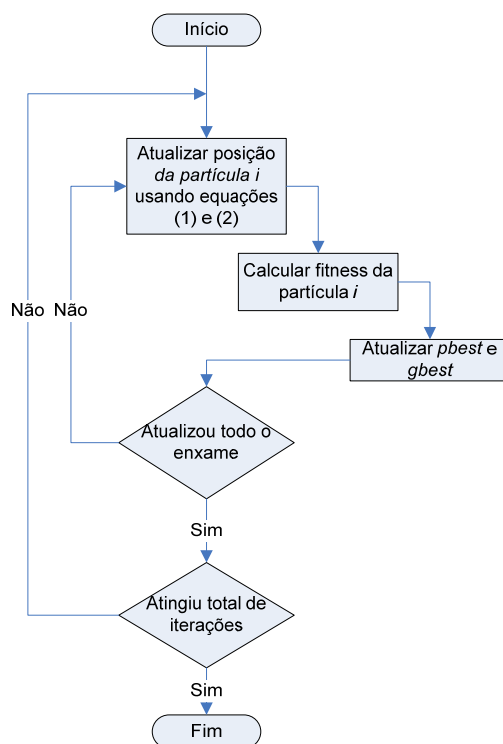 Início
Atualizar posição
da partícula i
usando equações
(1) e (2)
Calcular fitness da
partícula i
Atualizar pbest e
gbest
Não
Não
Atualizou todo o
enxame
Sim
Atingiu total de
iterações
Sim
Fim